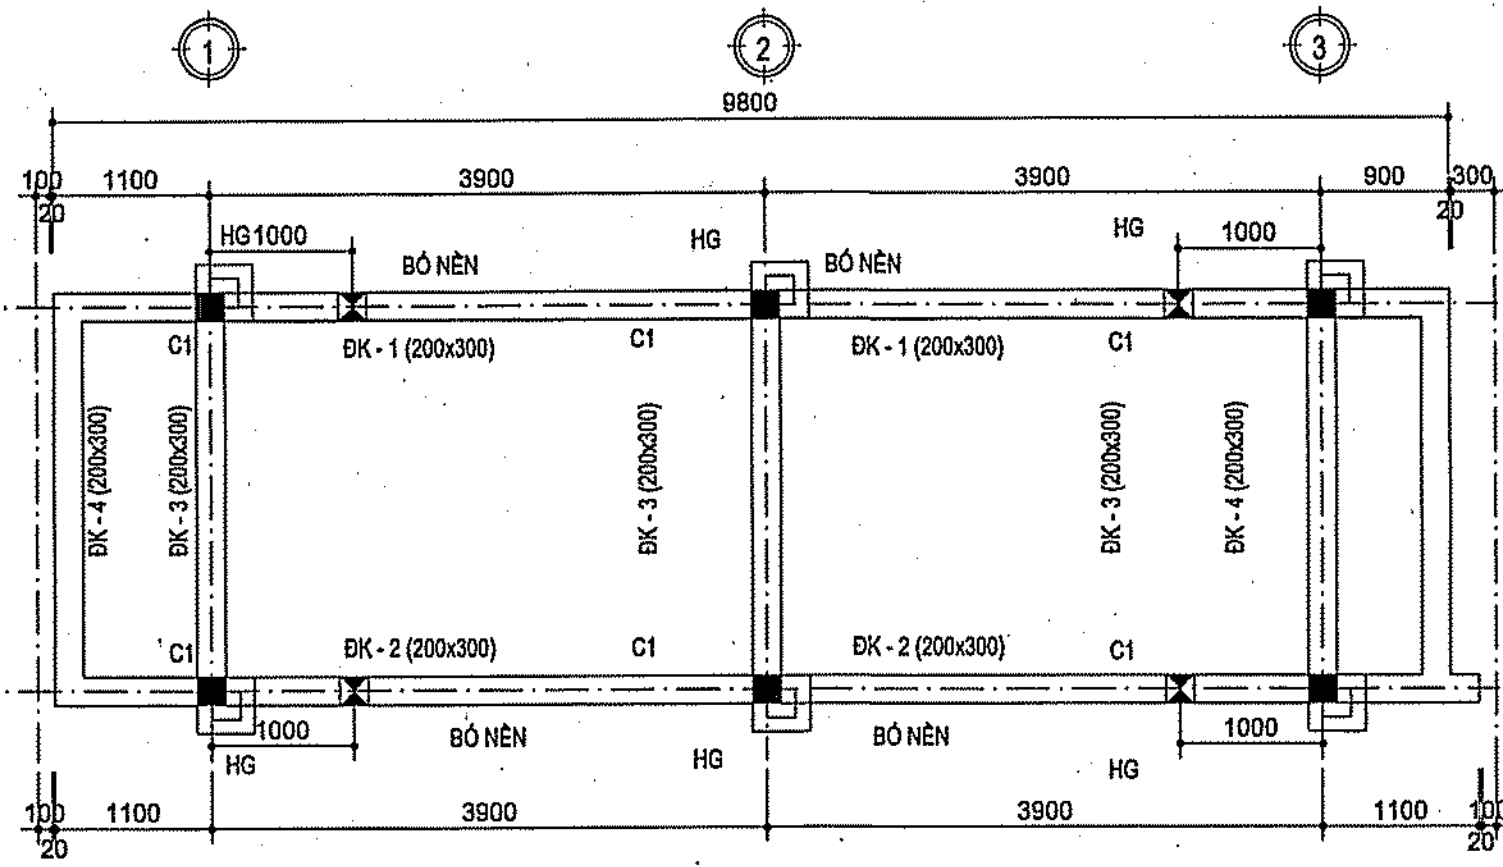 1 2 3
9800
100 1100 3900 3900 900 300
20 20
HG 1000 HG HG 1000
BÓ NỀN BÓ NỀN
C1 ĐK - 1 (200x300) C1 ĐK - 1 (200x300) C1
ĐK - 4 (200x300)
ĐK - 3 (200x300)
ĐK - 3 (200x300)
ĐK - 3 (200x300)
ĐK - 4 (200x300)
C1 ĐK - 2 (200x300) C1 ĐK - 2 (200x300) C1
1000 BÓ NỀN BÓ NỀN 1000
HG HG HG
100 1100 3900 3900 1100 100
20 20